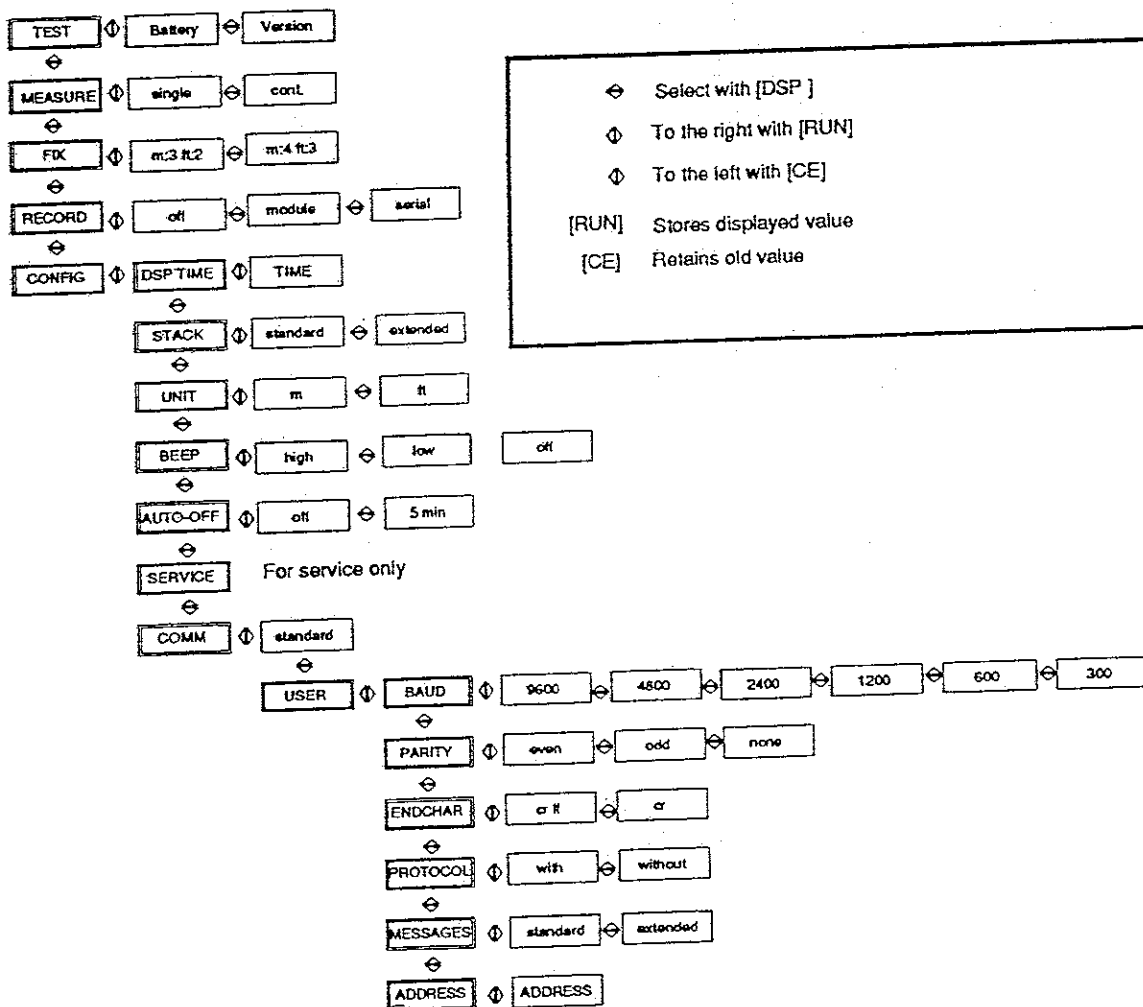 TEST Battery Version
MEASURE single cont.
FIX m:3 ft:2 m:4 ft:3
RECORD off module serial
CONFIG DSPTIME TIME
STACK standard extended
UNIT m ft
BEEP high low off
AUTO-OFF off 5 min
SERVICE For service only
COMM standard
USER BAUD 9600 4800 2400 1200 600 300
PARITY even odd none
ENDCHAR cr lf cr
PROTOCOL with without
MESSAGES standard extended
ADDRESS ADDRESS
Select with [DSP ]
To the right with [RUN]
To the left with [CE]
[RUN] Stores displayed value
[CE] Retains old value